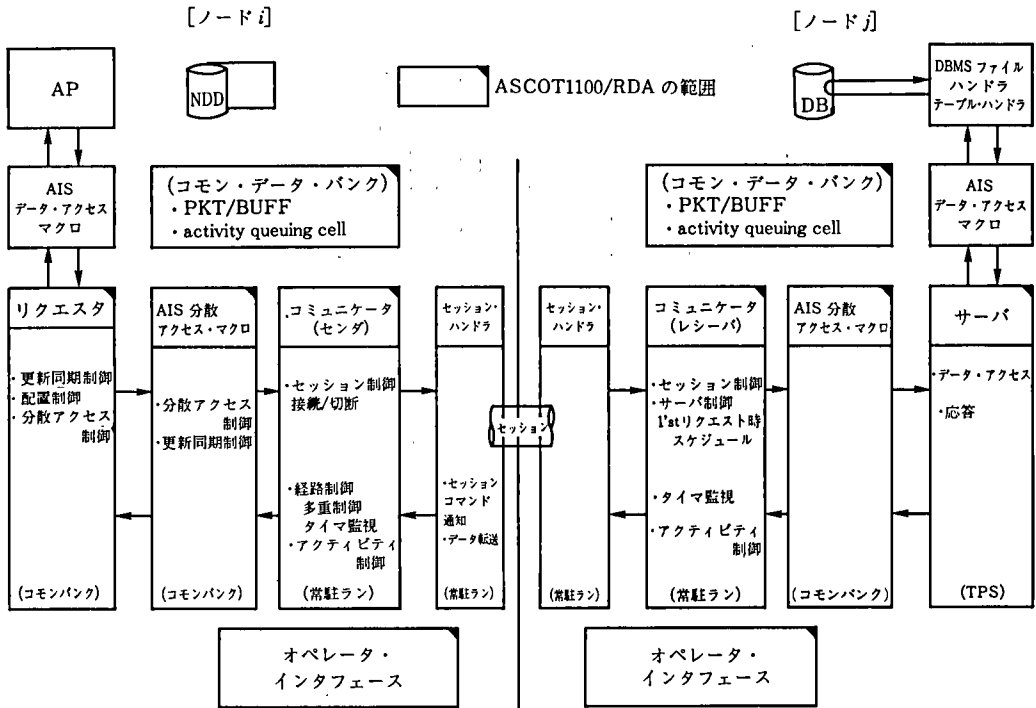 [ノード i]
[ノード j]
AP
NDD
ASCOT1100/RDA の範囲
DB
DBMS ファイル
ハンドラ
テーブル・ハンドラ
AIS
データ・アクセス
マクロ
(コモン・データ・バンク)
・PKT/BUFF
・activity queuing cell
(コモン・データ・バンク)
・PKT/BUFF
・activity queuing cell
AIS
データ・アクセス
マクロ
リクエスタ
・更新同期制御
・配置制御
・分散アクセス
制御
(コモンバンク)
AIS 分散
アクセス・マクロ
・分散アクセス
制御
・更新同期制御
(コモンバンク)
コミュニケータ
(センダ)
・セッション制御
接続/切断
・経路制御
多重制御
タイマ監視
・アクティビティ
制御
(常駐ラン)
セッション・
ハンドラ
・セッション
コマンド
通知
・データ転送
(常駐ラン)
セッション
セッション・
ハンドラ
(常駐ラン)
コミュニケータ
(レシーバ)
・セッション制御
・サーバ制御
1'stリクエスト時
スケジュール
・タイマ監視
・アクティビティ
制御
(常駐ラン)
AIS 分散
アクセス・マクロ
(コモンバンク)
サーバ
・データ・アクセス
・応答
(TPS)
オペレータ・
インタフェース
オペレータ・
インタフェース